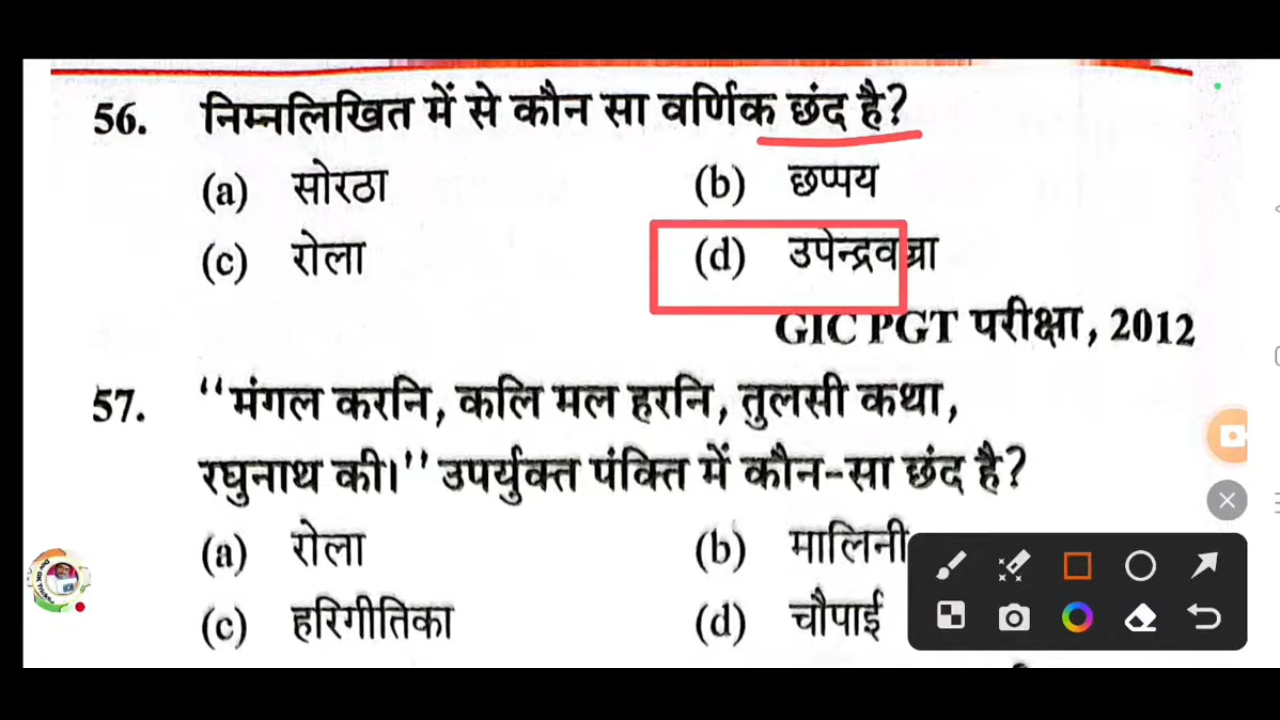 56. निम्नलिखित में से कौन सा वर्णिक छंद है?
(a) सोरठा (b) छप्पय
(c) रोला (d) उपेन्द्रवज्रा
GIC PGT परीक्षा, 2012
57. ‘‘मंगल करनि, कलि मल हरनि, तुलसी कथा,
रघुनाथ की।’’ उपर्युक्त पंक्ति में कौन-सा छंद है?
(a) रोला (b) मालिनी
(c) हरिगीतिका (d) चौपाई